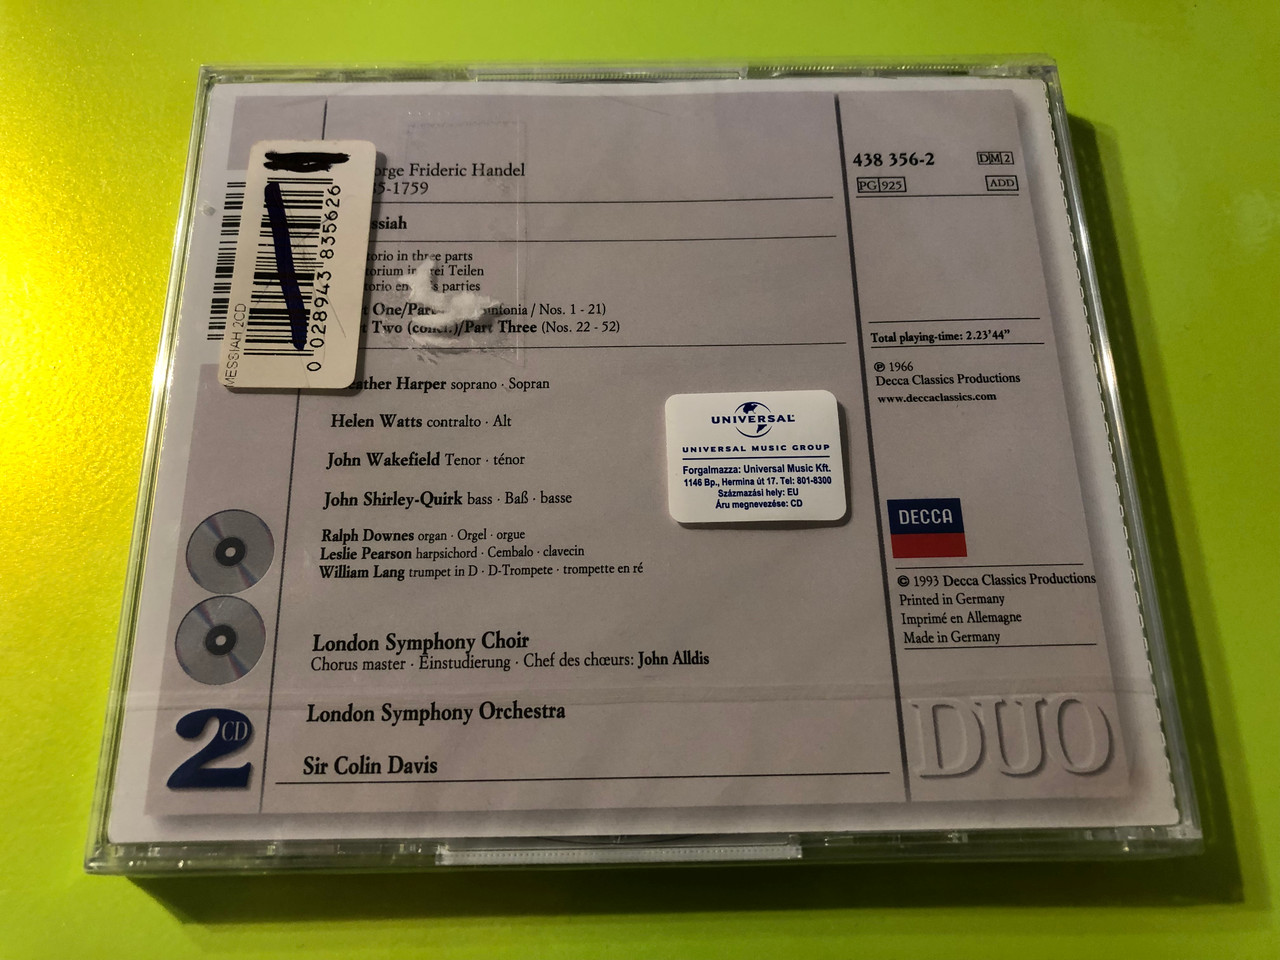 orge Frideric Handel
85-1759
ssiah
torio in three parts
torium in rei Teilen
torio en s parties
t One/Par infonia / Nos. 1 - 21)
t Two (concl.)/Part Three (Nos. 22 - 52)
eather Harper soprano · Sopran
Helen Watts contralto · Alt
John Wakefield Tenor · ténor
John Shirley-Quirk bass · Baß · basse
Ralph Downes organ · Orgel · orgue
Leslie Pearson harpsichord · Cembalo · clavecin
William Lang trumpet in D · D-Trompete · trompette en ré
London Symphony Choir
Chorus master · Einstudierung · Chef des chœurs: John Alldis
London Symphony Orchestra
Sir Colin Davis
MESSIAH 2CD
0 028943 835626
2 CD
UNIVERSAL
UNIVERSAL MUSIC GROUP
Forgalmazza: Universal Music Kft.
1146 Bp., Hermina út 17. Tel: 801-8300
Származási hely: EU
Áru megnevezése: CD
438 356-2
DM 2
PG 925
ADD
Total playing-time: 2.23'44"
℗ 1966
Decca Classics Productions
www.deccaclassics.com
DECCA
© 1993 Decca Classics Productions
Printed in Germany
Imprimé en Allemagne
Made in Germany
DUO